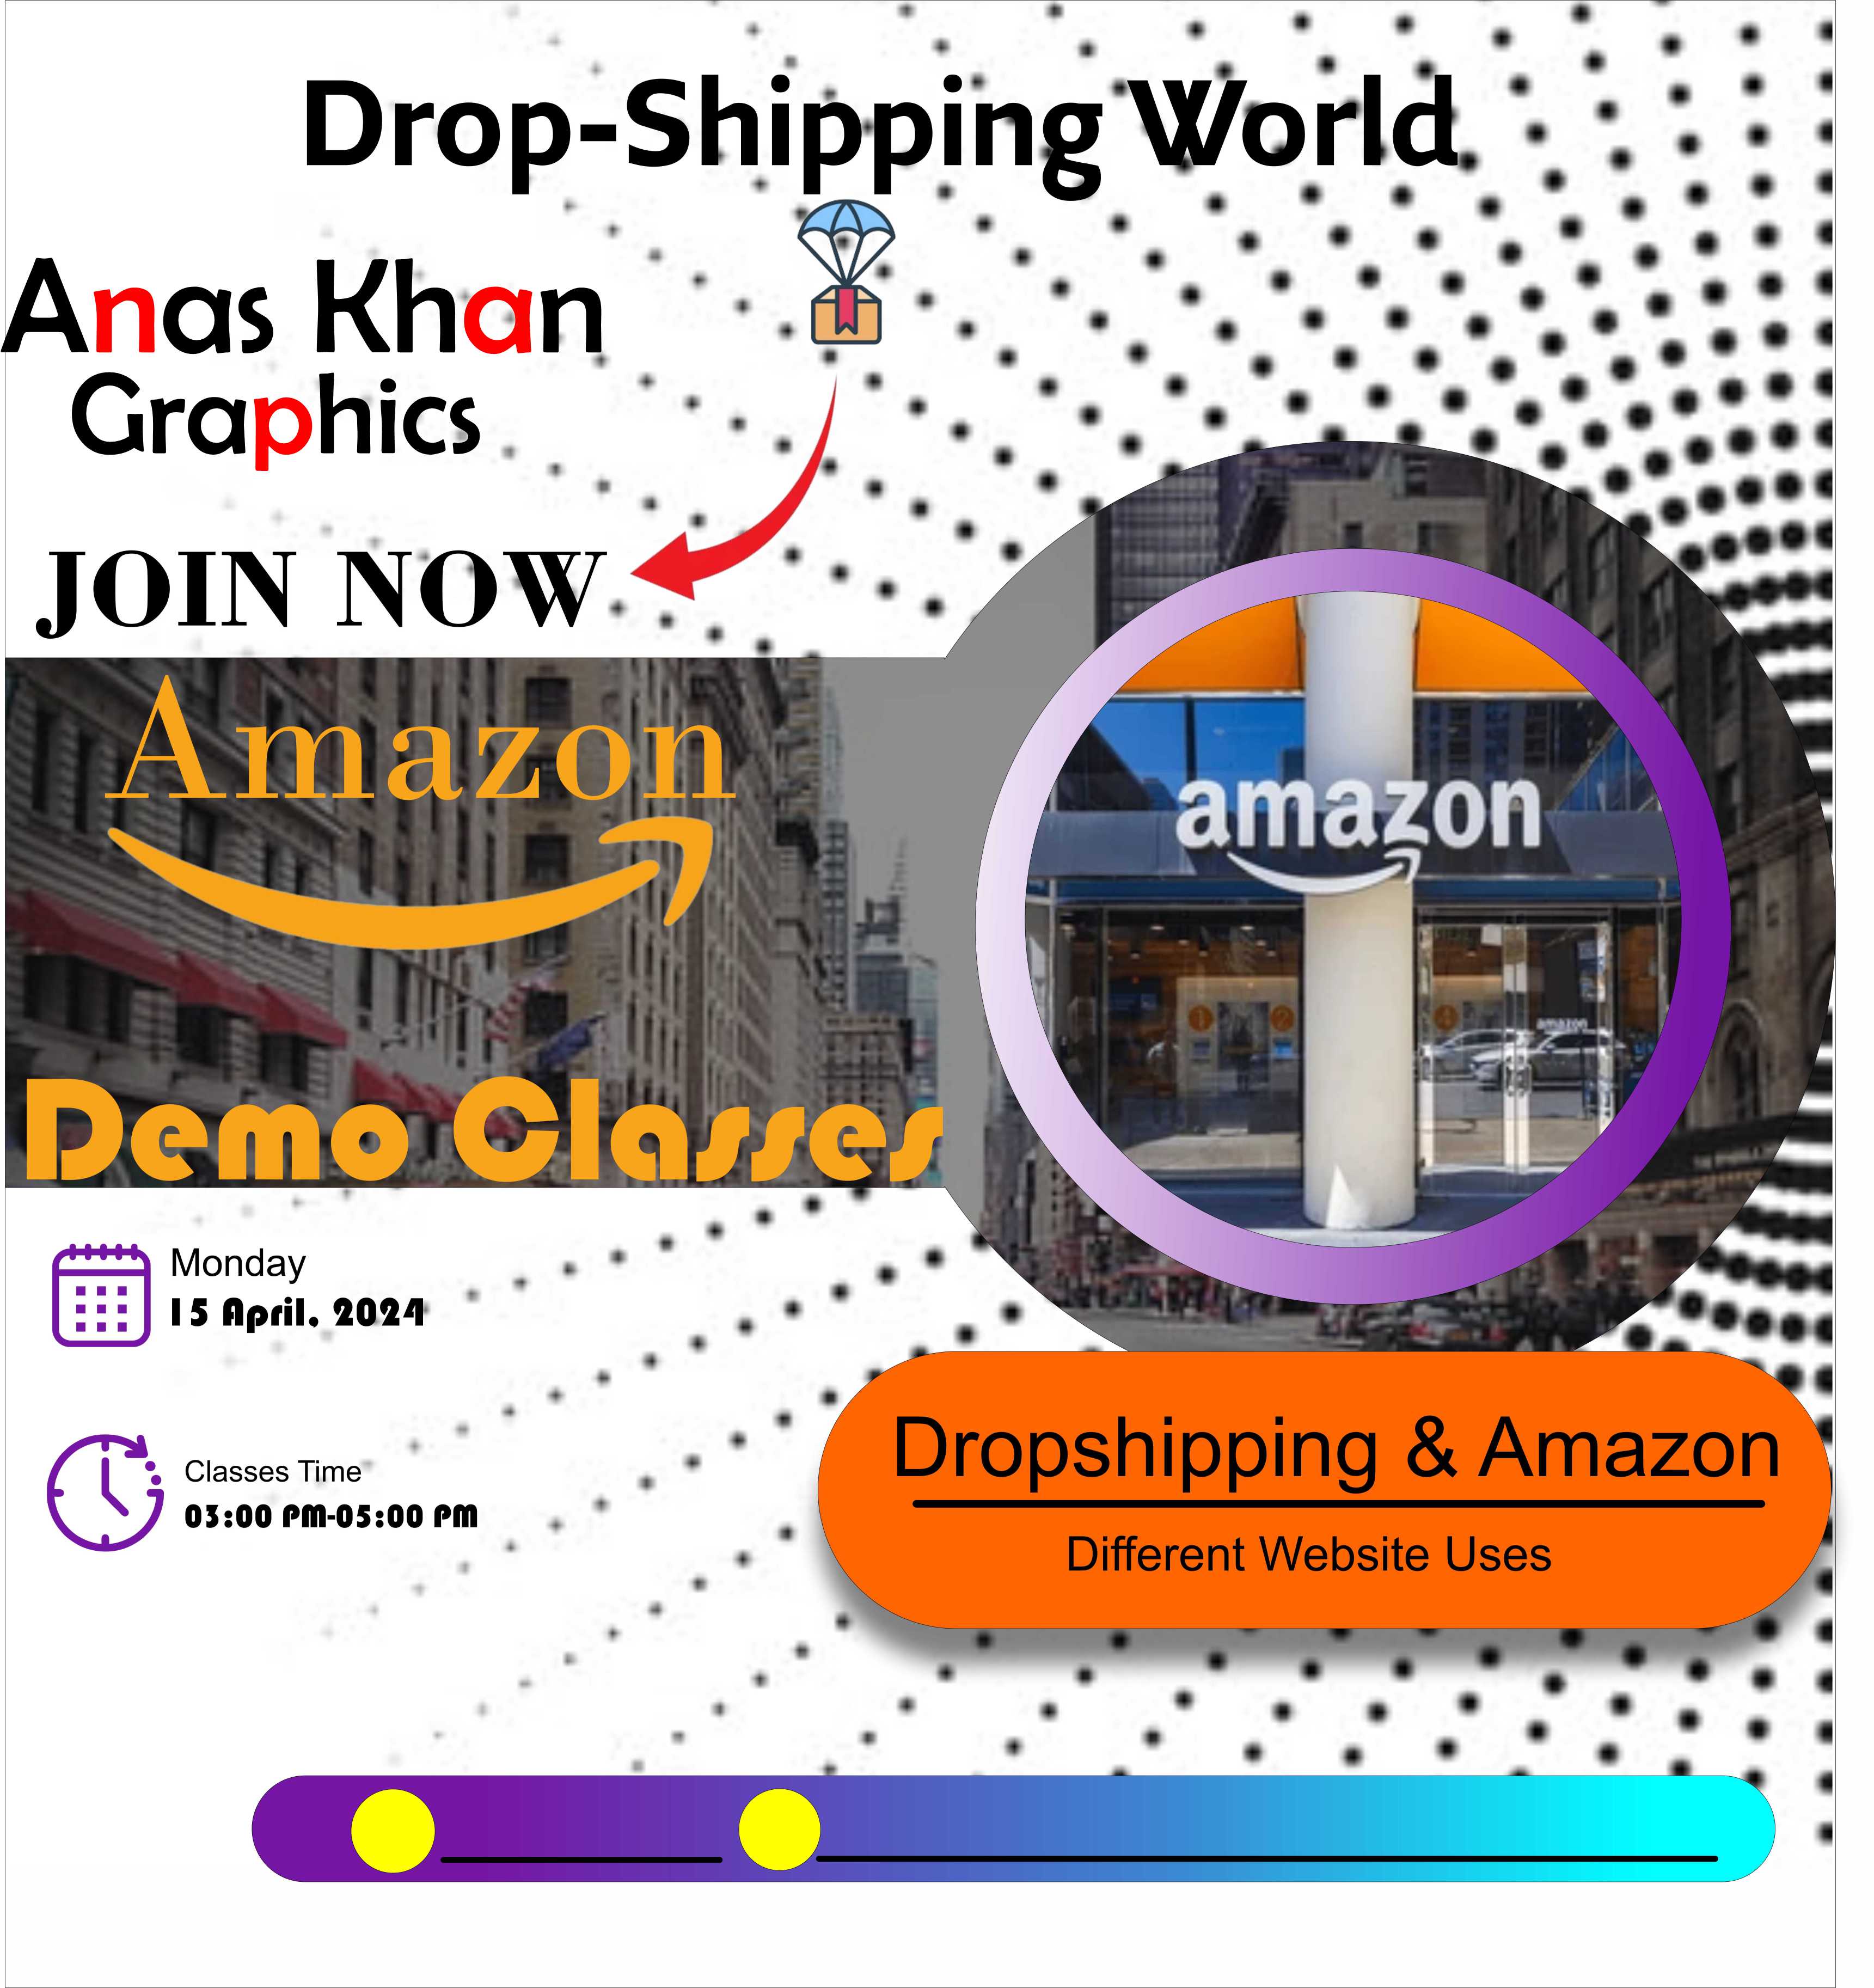 Drop-Shipping World
Anas Khan
Graphics
JOIN NOW
Amazon
amazon
amazon
Demo Classes
Monday
15 April, 2024
Classes Time
03:00 PM-05:00 PM
Dropshipping & Amazon
Different Website Uses